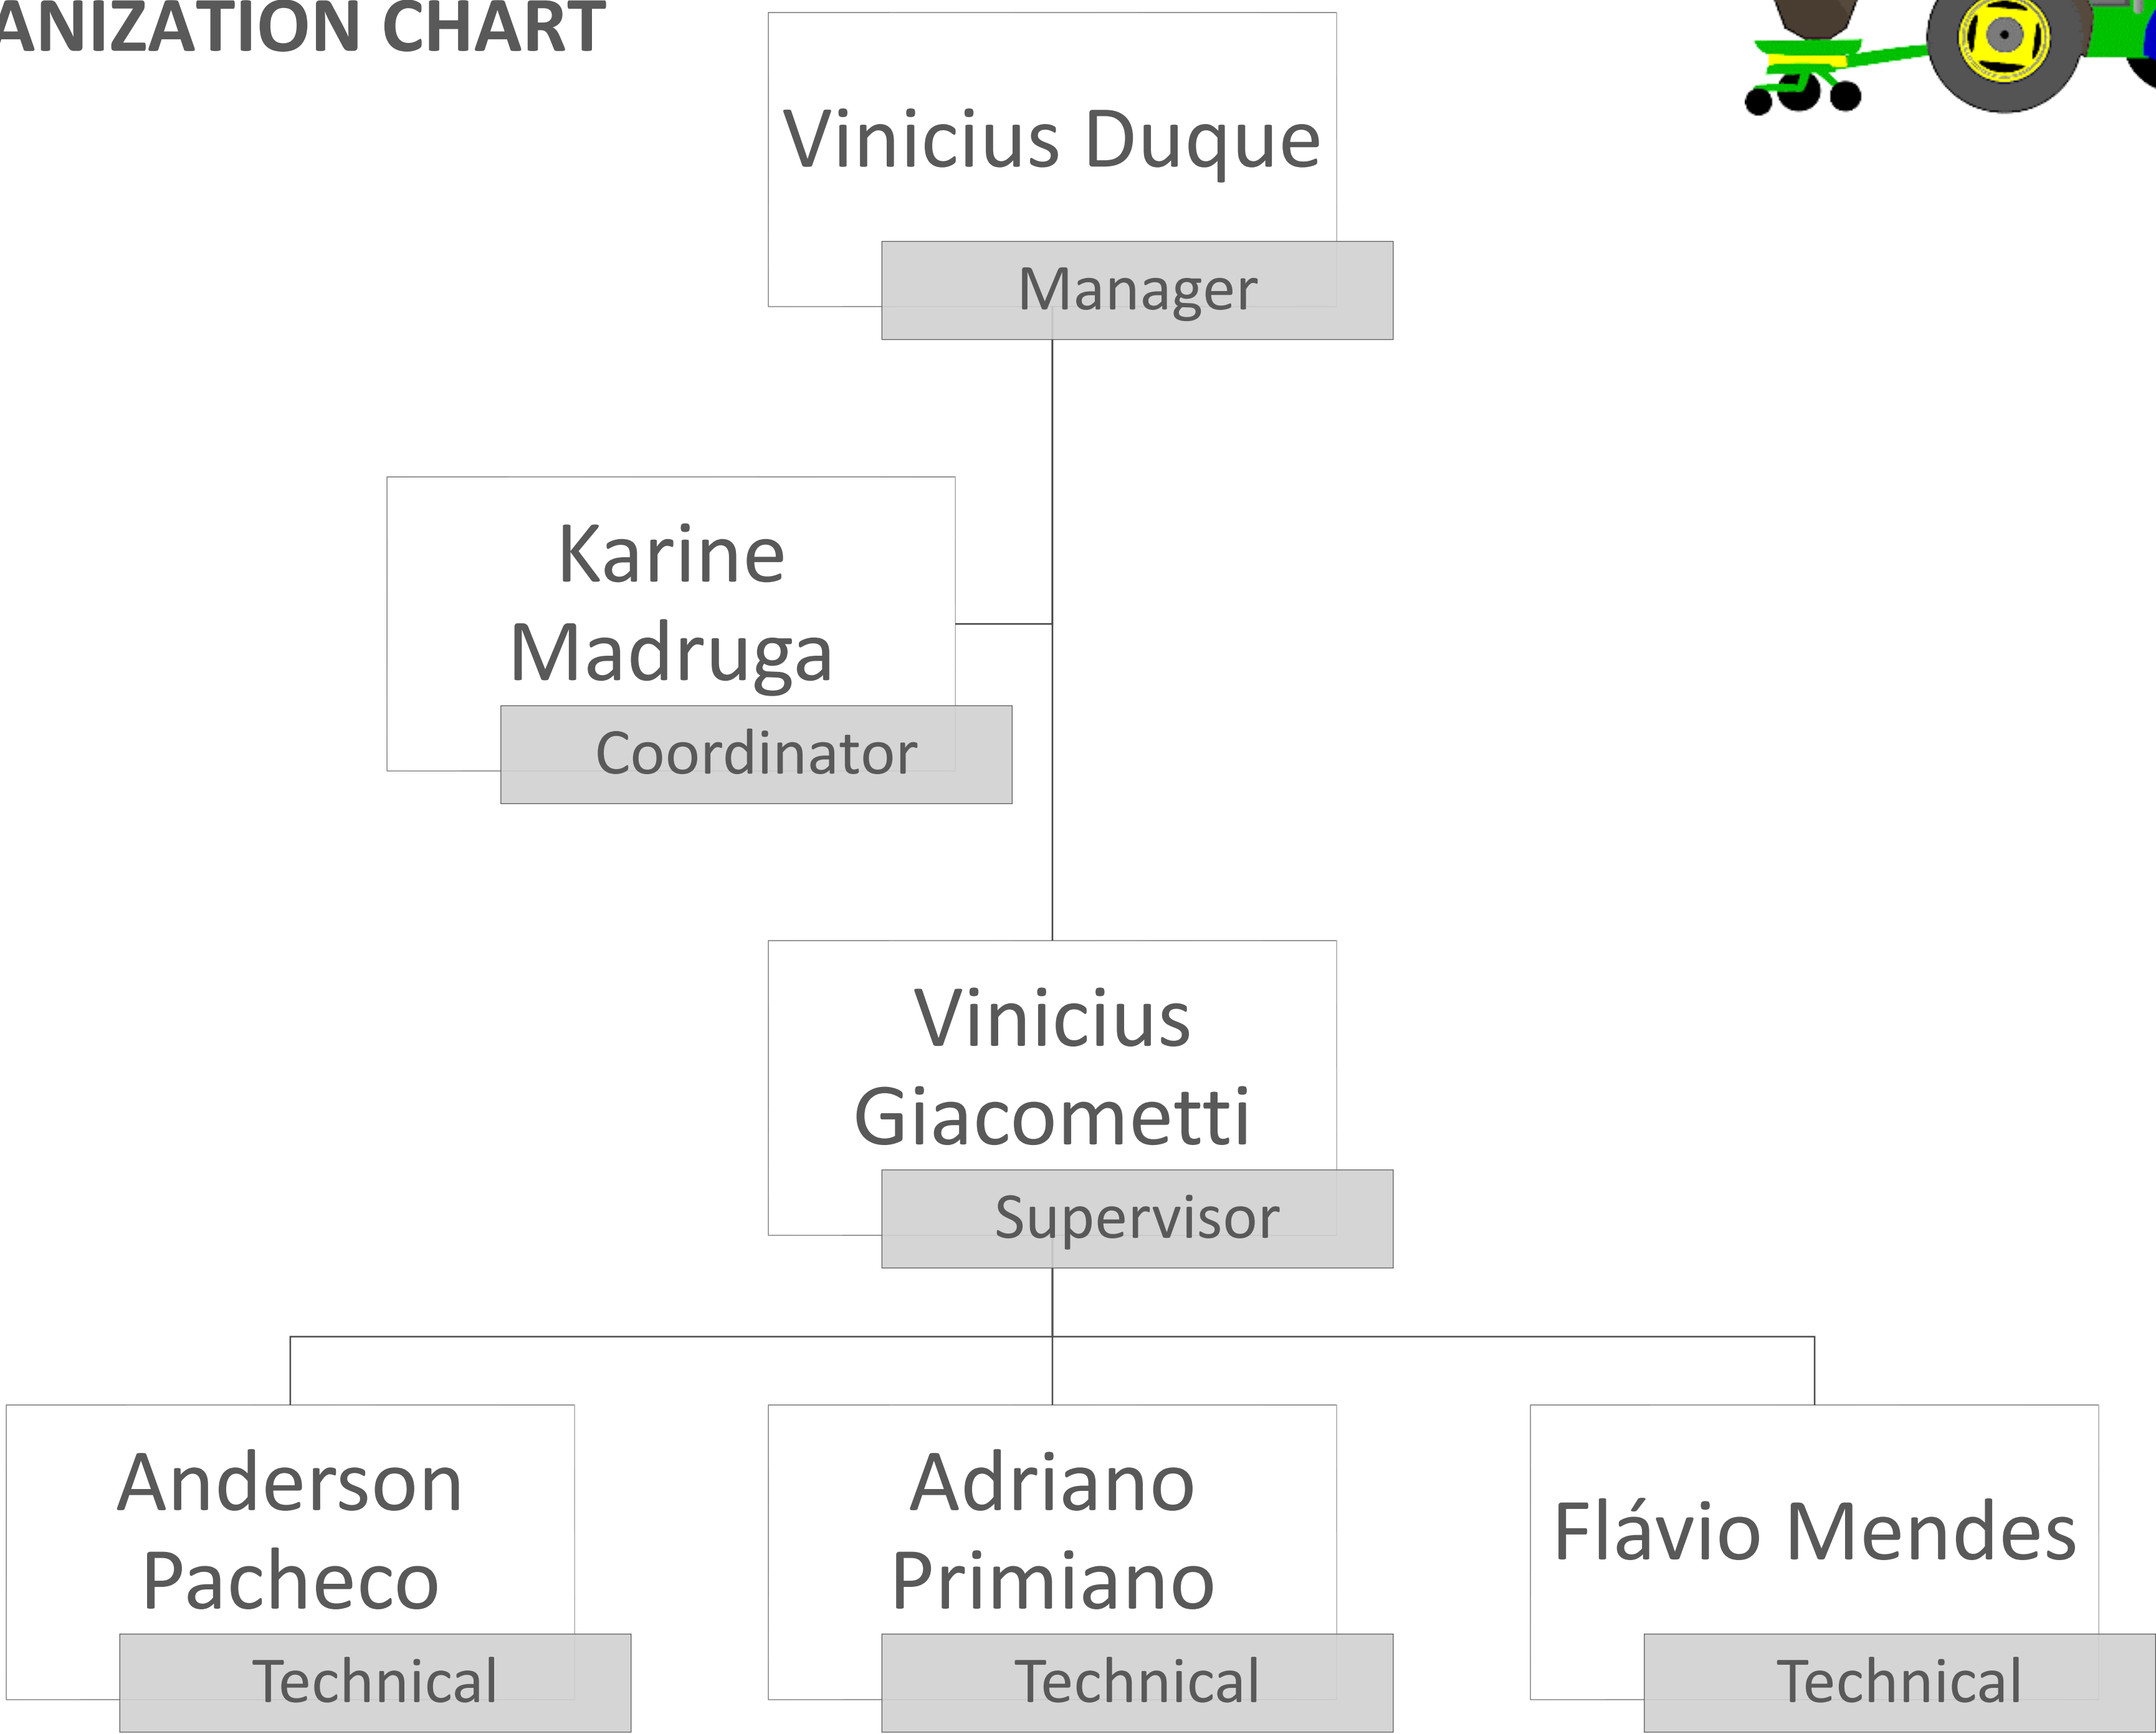 ANIZATION CHART
Vinicius Duque
Manager
Karine
Madruga
Coordinator
Vinicius
Giacometti
Supervisor
Anderson
Pacheco
Technical
Adriano
Primiano
Technical
Flávio Mendes
Technical